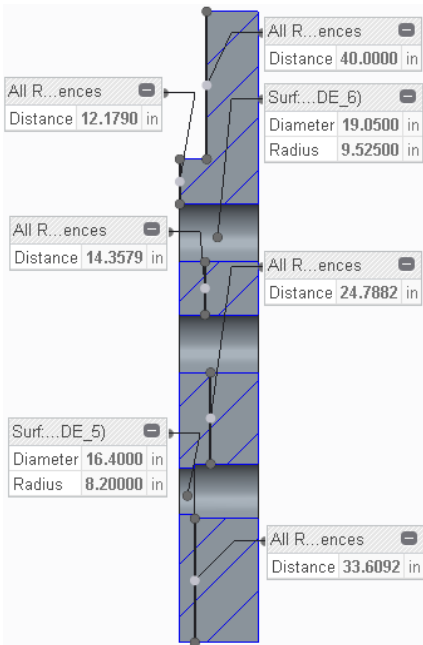 All R...ences
Distance 40.0000 in
All R...ences
Distance 12.1790 in
Surf:...DE_6)
Diameter 19.0500 in
Radius 9.52500 in
All R...ences
Distance 14.3579 in
All R...ences
Distance 24.7882 in
Surf:...DE_5)
Diameter 16.4000 in
Radius 8.20000 in
All R...ences
Distance 33.6092 in